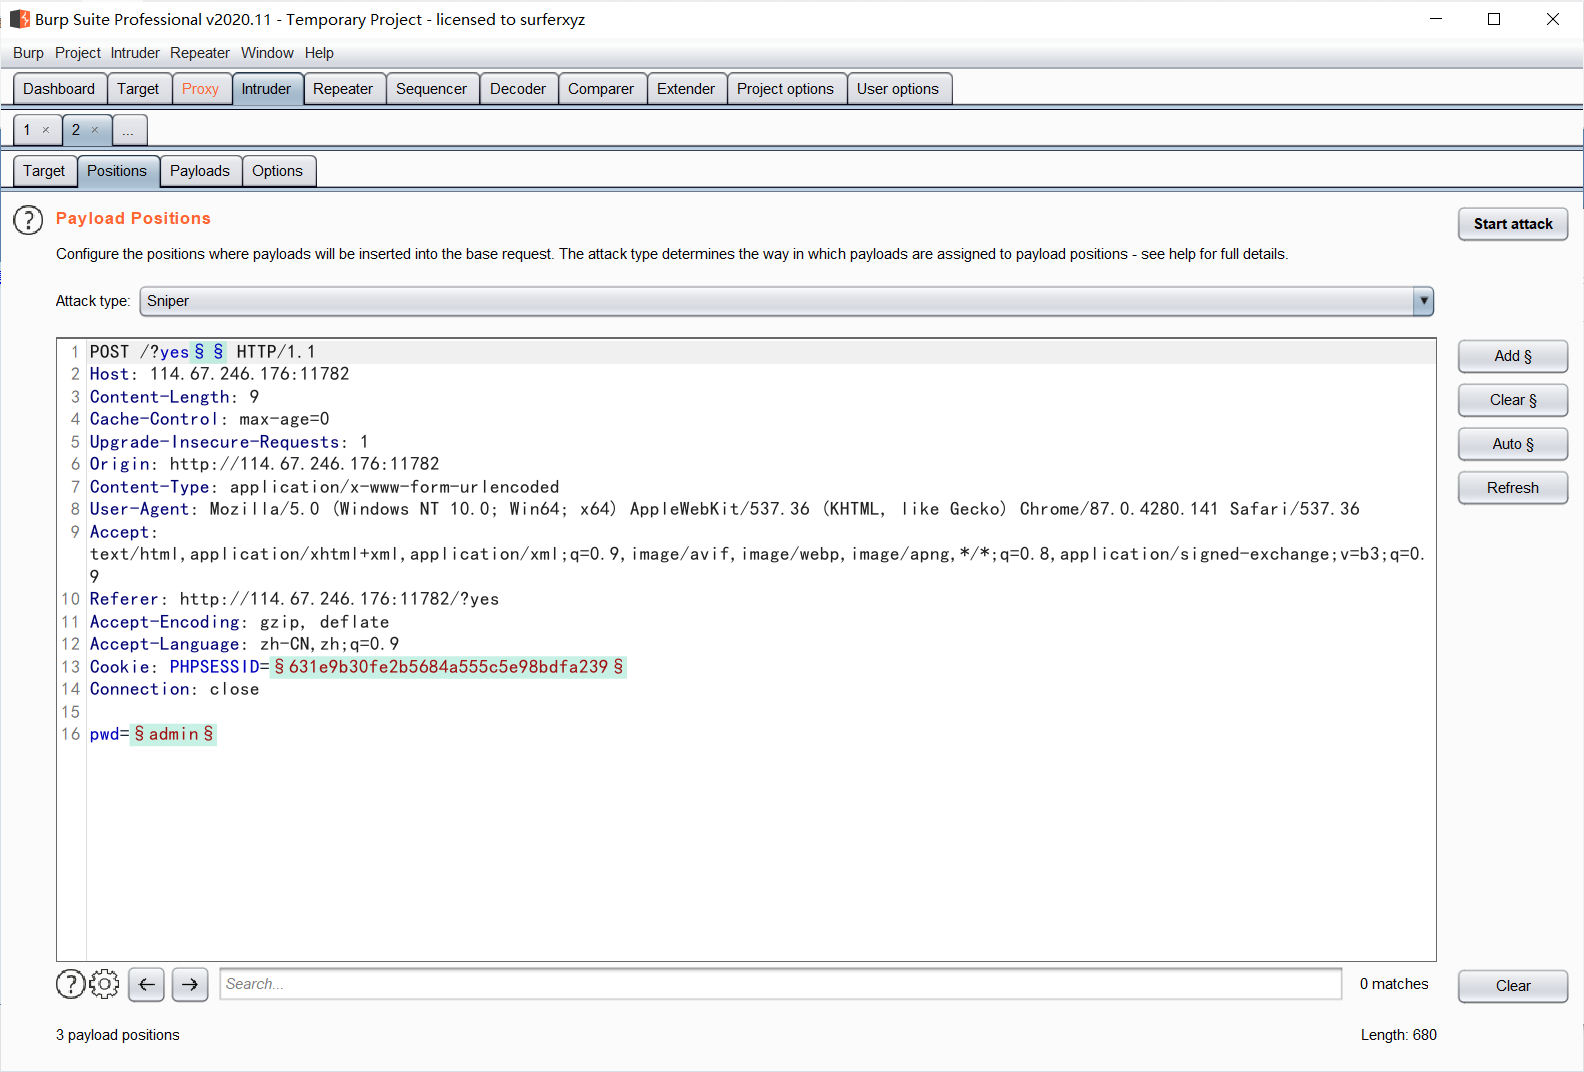 Burp Suite Professional v2020.11 - Temporary Project - licensed to surferxyz
Burp Project Intruder Repeater Window Help
Dashboard Target Proxy Intruder Repeater Sequencer Decoder Comparer Extender Project options User options
1 × 2 × ...
Target Positions Payloads Options
? Payload Positions
Start attack
Configure the positions where payloads will be inserted into the base request. The attack type determines the way in which payloads are assigned to payload positions - see help for full details.
Attack type: Sniper
1 POST /?yes§ § HTTP/1.1
2 Host: 114.67.246.176:11782
3 Content-Length: 9
4 Cache-Control: max-age=0
5 Upgrade-Insecure-Requests: 1
6 Origin: http://114.67.246.176:11782
7 Content-Type: application/x-www-form-urlencoded
8 User-Agent: Mozilla/5.0 (Windows NT 10.0; Win64; x64) AppleWebKit/537.36 (KHTML, like Gecko) Chrome/87.0.4280.141 Safari/537.36
9 Accept:
text/html,application/xhtml+xml,application/xml;q=0.9,image/avif,image/webp,image/apng,*/*;q=0.8,application/signed-exchange;v=b3;q=0.
9
10 Referer: http://114.67.246.176:11782/?yes
11 Accept-Encoding: gzip, deflate
12 Accept-Language: zh-CN,zh;q=0.9
13 Cookie: PHPSESSID=§631e9b30fe2b5684a555c5e98bdfa239§
14 Connection: close
15
16 pwd=§admin§
Add §
Clear §
Auto §
Refresh
? Search... 0 matches
Clear
3 payload positions
Length: 680